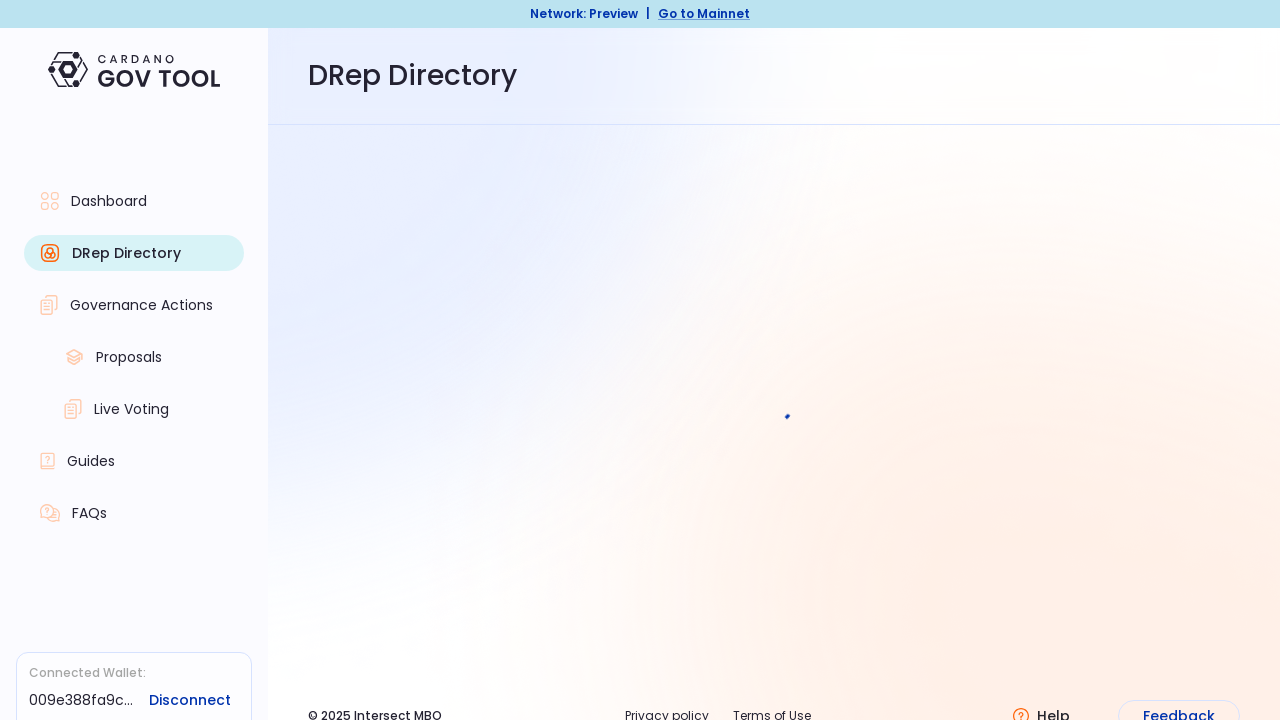 Network: Preview | Go to Mainnet
CARDANO
GOV TOOL
DRep Directory
Dashboard
DRep Directory
Governance Actions
Proposals
Live Voting
Guides
FAQs
Connected Wallet:
009e388fa9c... Disconnect
© 2025 Intersect MBO
Privacy policy
Terms of Use
Help
Feedback